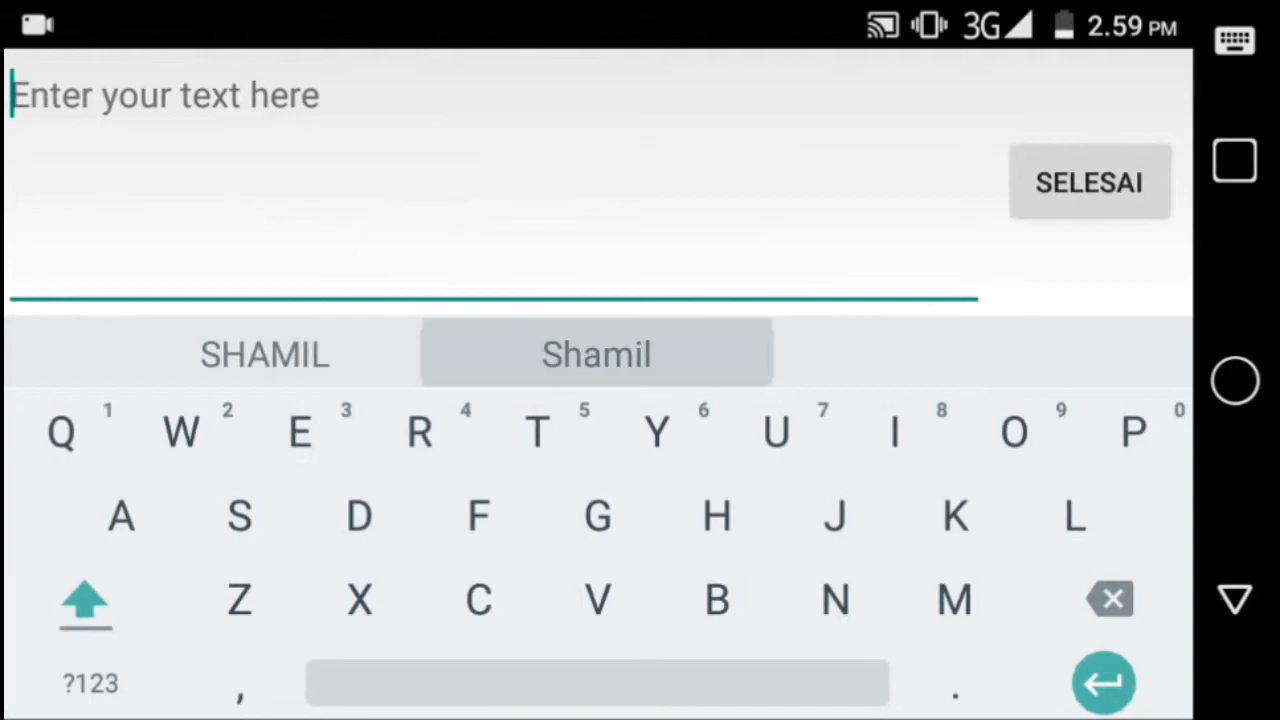 3G 2.59 PM
Enter your text here
SELESAI
SHAMIL Shamil
Q 1 W 2 E 3 R 4 T 5 Y 6 U 7 I 8 O 9 P 0
A S D F G H J K L
Z X C V B N M
?123 , .